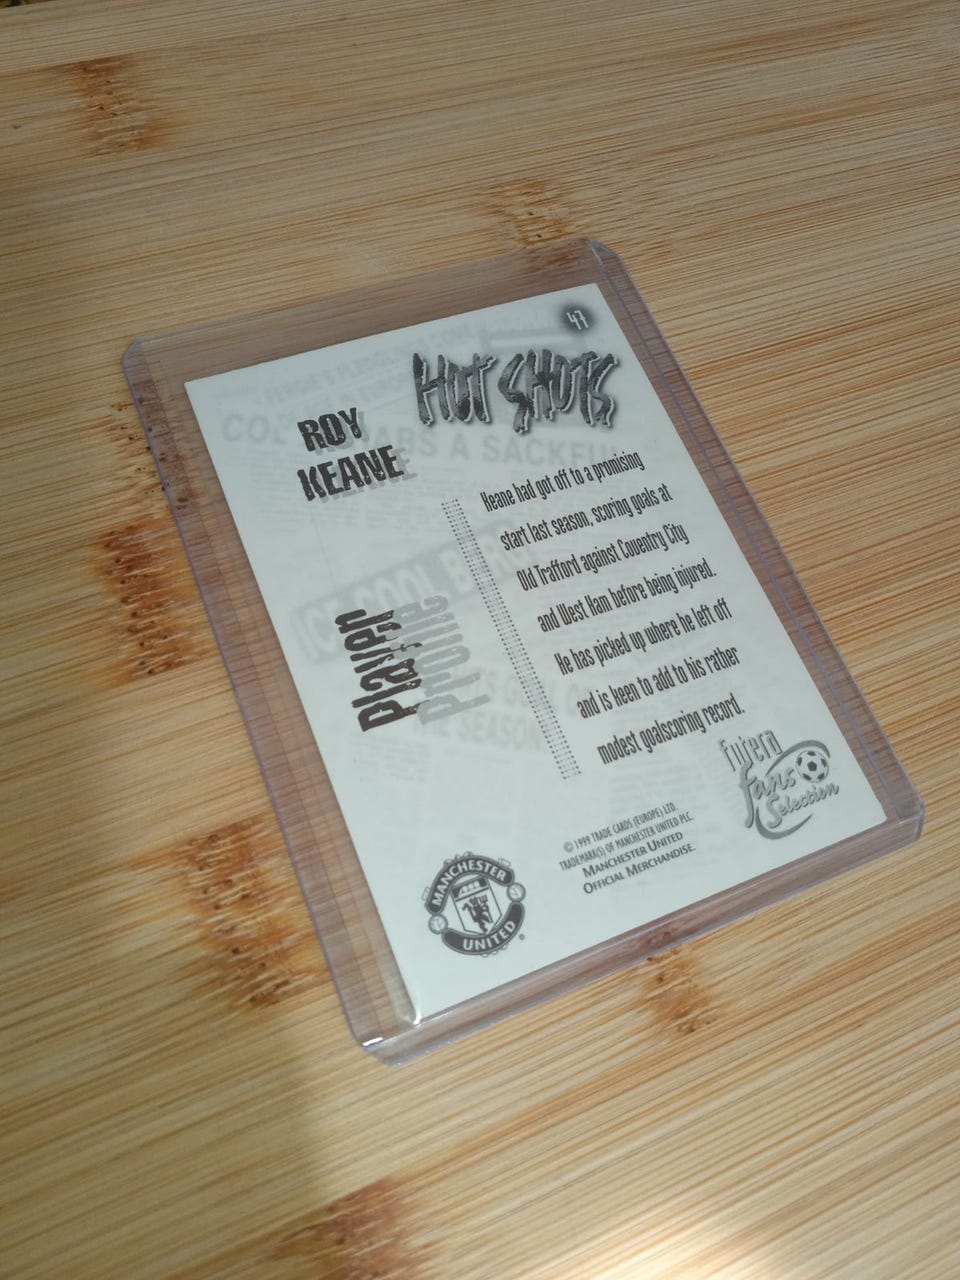 47
HOT SHOTS
ROY
KEANE
Keane had got off to a promising
start last season, scoring goals at
Old Trafford against Coventry City
and West Ham before being injured.
He has picked up where he left off
and is keen to add to his rather
modest goalscoring record.
Player
Profile
Futera
Fans
Selection
© 1999 TRADE CARDS (EUROPE) LTD.
TRADEMARK(S) OF MANCHESTER UNITED PLC.
MANCHESTER UNITED
OFFICIAL MERCHANDISE.
MANCHESTER
UNITED